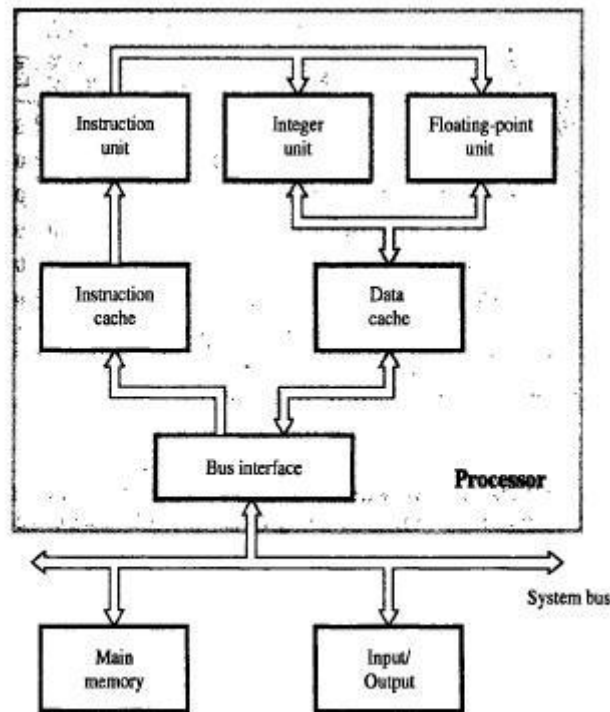 Instruction
unit
Integer
unit
Floating-point
unit
Instruction
cache
Data
cache
Bus interface
Processor
System bus
Main
memory
Input/
Output